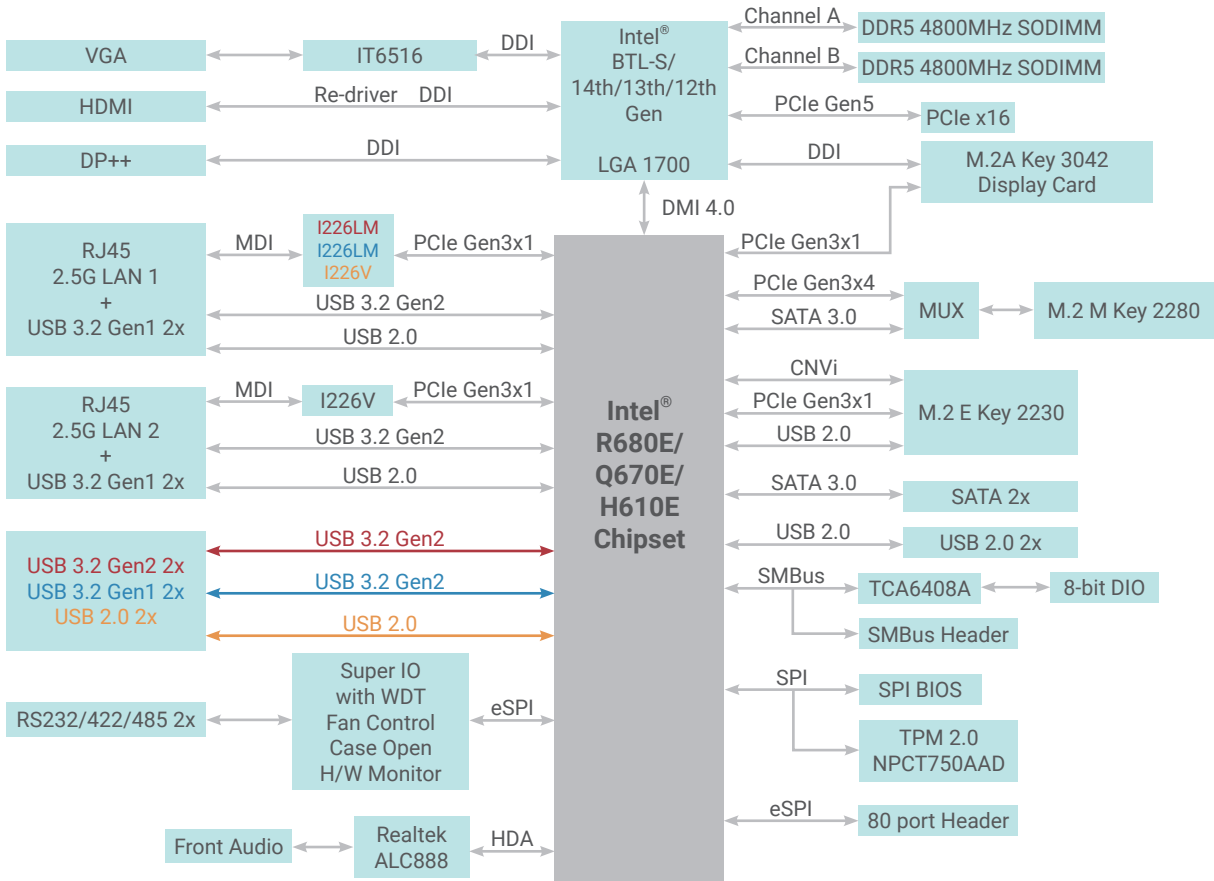 VGA
IT6516
DDI
HDMI
Re-driver DDI
DP++
DDI
Intel®
BTL-S/
14th/13th/12th
Gen
LGA 1700
Channel A
DDR5 4800MHz SODIMM
Channel B
DDR5 4800MHz SODIMM
PCIe Gen5
PCIe x16
DDI
M.2A Key 3042
Display Card
DMI 4.0
PCIe Gen3x1
RJ45
2.5G LAN 1
+
USB 3.2 Gen1 2x
MDI
I226LM
I226LM
I226V
PCIe Gen3x1
USB 3.2 Gen2
USB 2.0
RJ45
2.5G LAN 2
+
USB 3.2 Gen1 2x
MDI
I226V
PCIe Gen3x1
USB 3.2 Gen2
USB 2.0
USB 3.2 Gen2 2x
USB 3.2 Gen1 2x
USB 2.0 2x
USB 3.2 Gen2
USB 3.2 Gen2
USB 2.0
RS232/422/485 2x
Super IO
with WDT
Fan Control
Case Open
H/W Monitor
eSPI
Front Audio
Realtek
ALC888
HDA
Intel®
R680E/
Q670E/
H610E
Chipset
PCIe Gen3x4
SATA 3.0
MUX
M.2 M Key 2280
CNVi
PCIe Gen3x1
USB 2.0
M.2 E Key 2230
SATA 3.0
SATA 2x
USB 2.0
USB 2.0 2x
SMBus
TCA6408A
8-bit DIO
SMBus Header
SPI
SPI BIOS
TPM 2.0
NPCT750AAD
eSPI
80 port Header